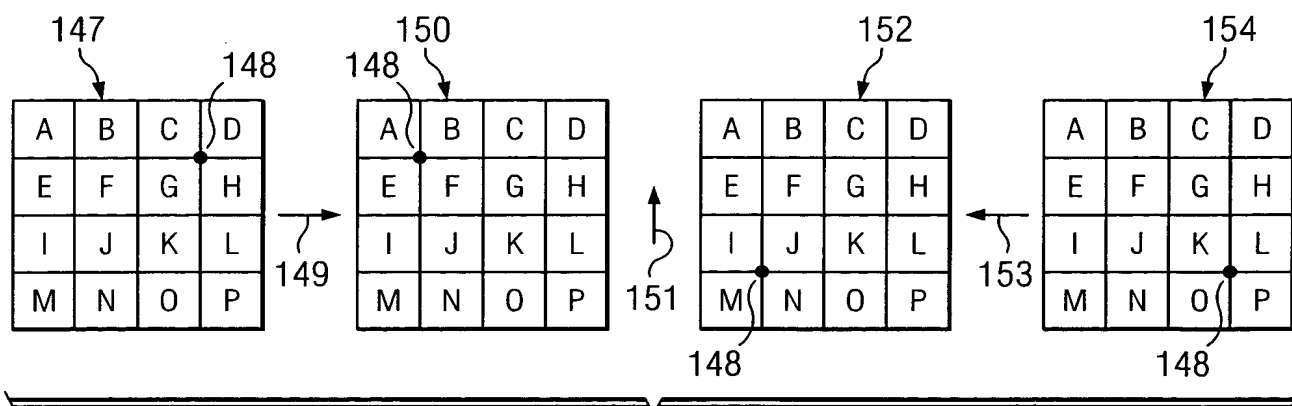 147 150 152 154
148 148
A B C D A B C D A B C D A B C D
E F G H E F G H E F G H E F G H
149 151 153
I J K L I J K L I J K L I J K L
M N O P M N O P M N O P M N O P
148 148